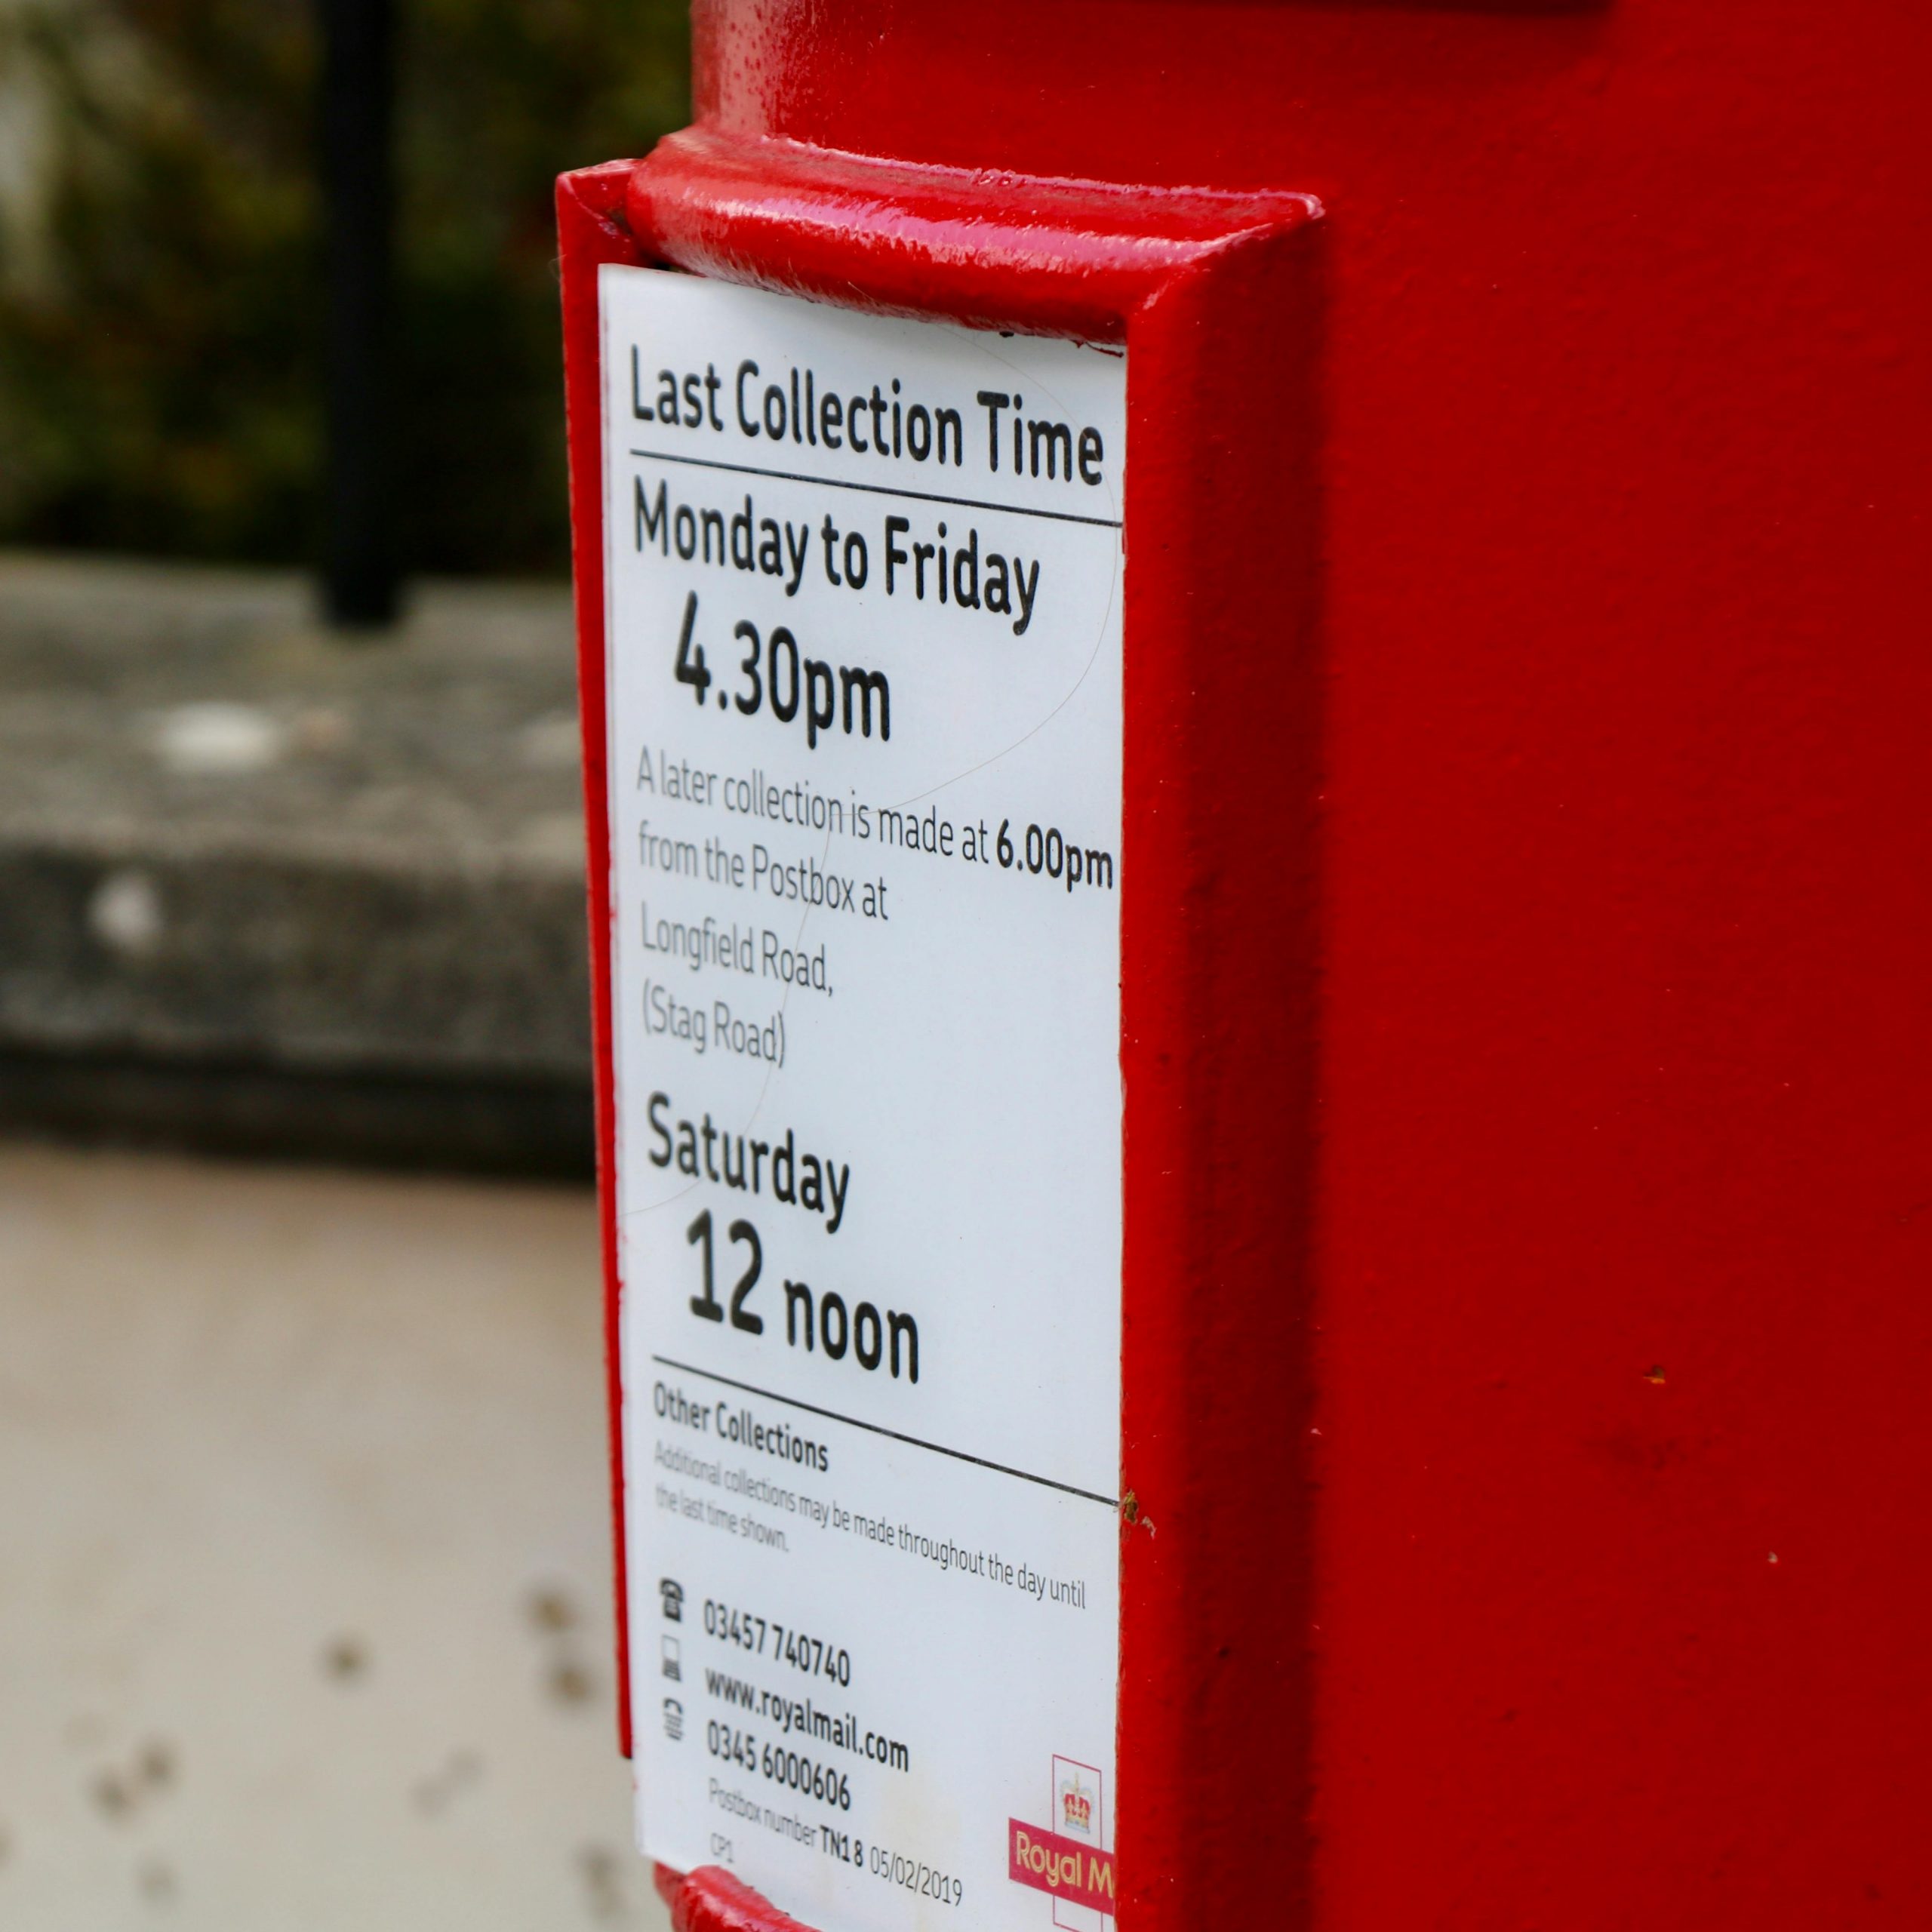 Last Collection Time
Monday to Friday
4.30pm
A later collection is made at 6.00pm
from the Postbox at
Longfield Road,
(Stag Road)
Saturday
12 noon
Other Collections
Additional collections may be made throughout the day until
the last time shown.
03457 740740
www.royalmail.com
0345 6000606
Postbox number TN1 8 05/02/2019
CP1
Royal M